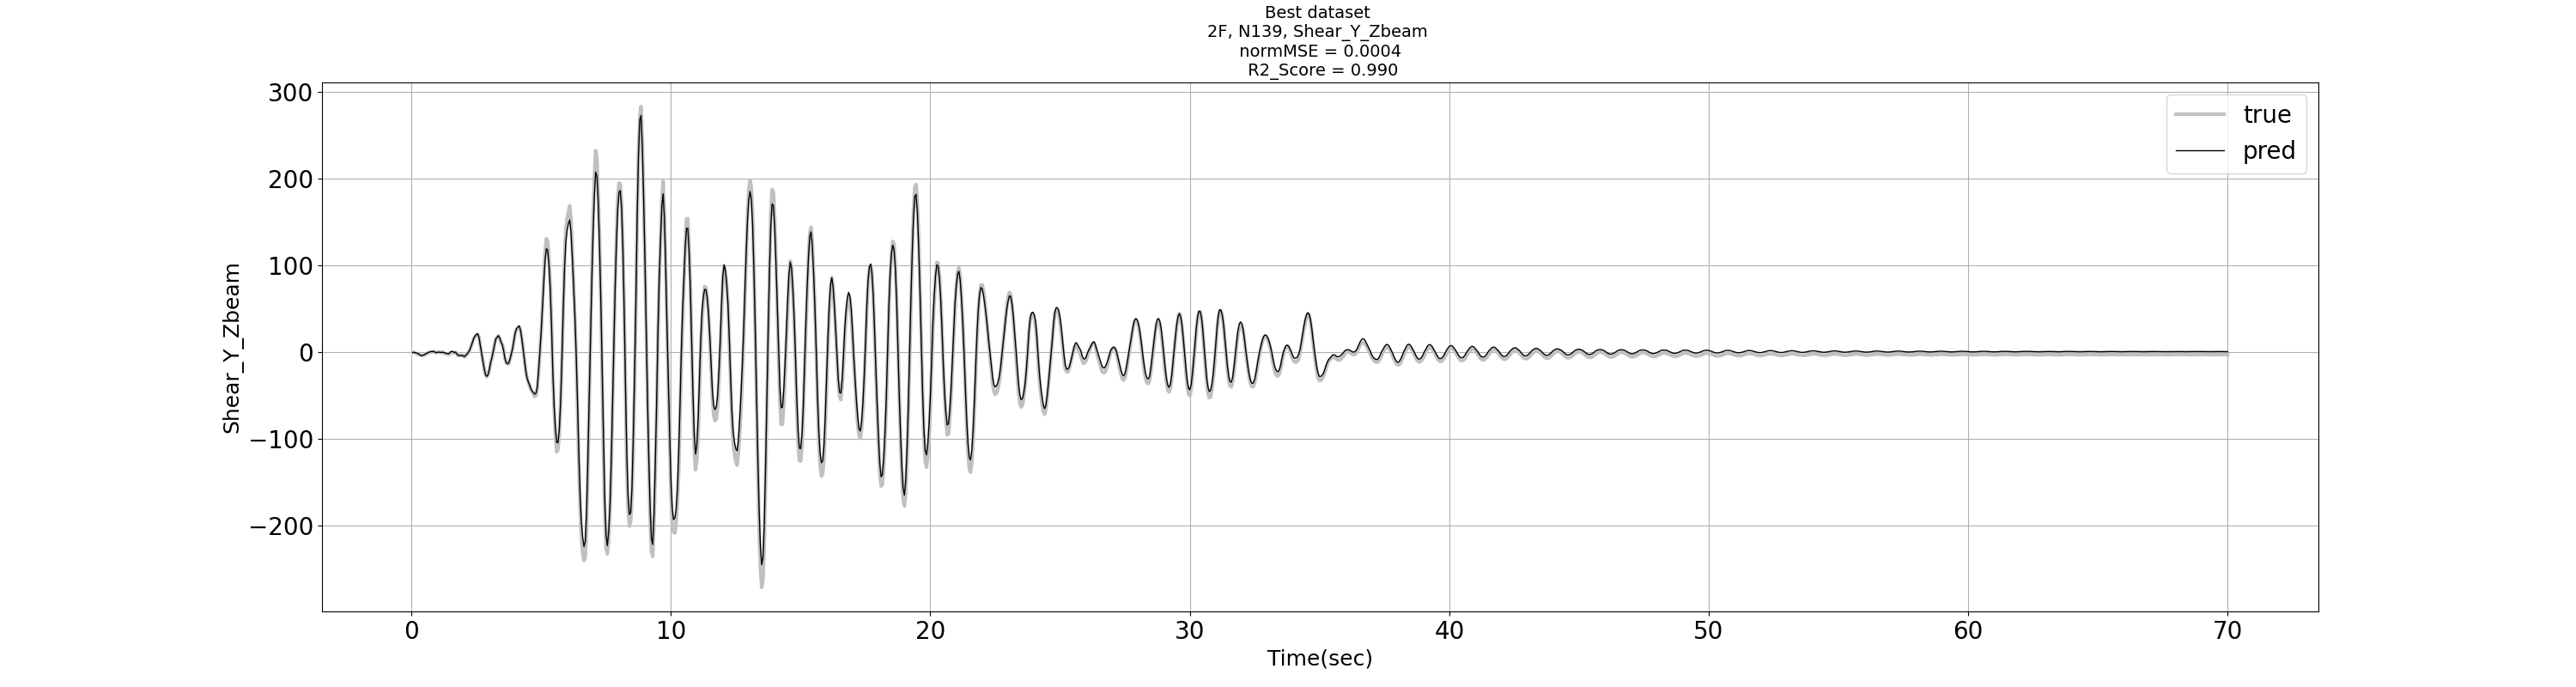 Best dataset
2F, N139, Shear_Y_Zbeam
normMSE = 0.0004
R2_Score = 0.990
300
200
100
0
−100
−200
Shear_Y_Zbeam
true
pred
0 10 20 30 40 50 60 70
Time(sec)